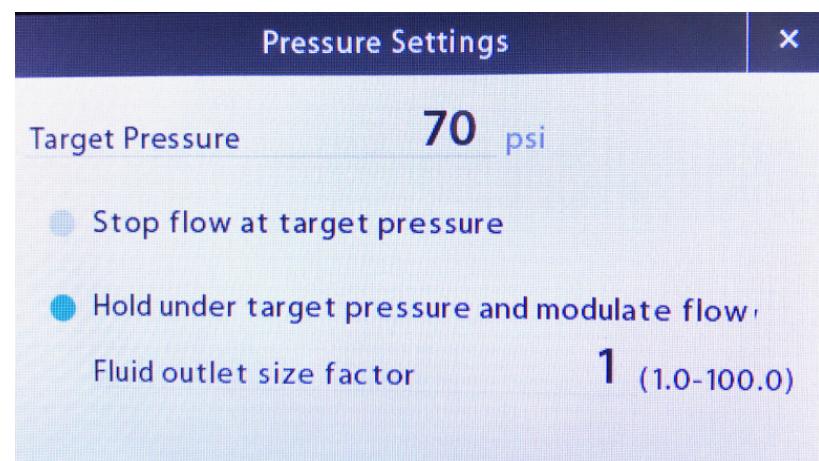 Pressure Settings ×
Target Pressure 70 psi
Stop flow at target pressure
Hold under target pressure and modulate flow
Fluid outlet size factor 1 (1.0-100.0)